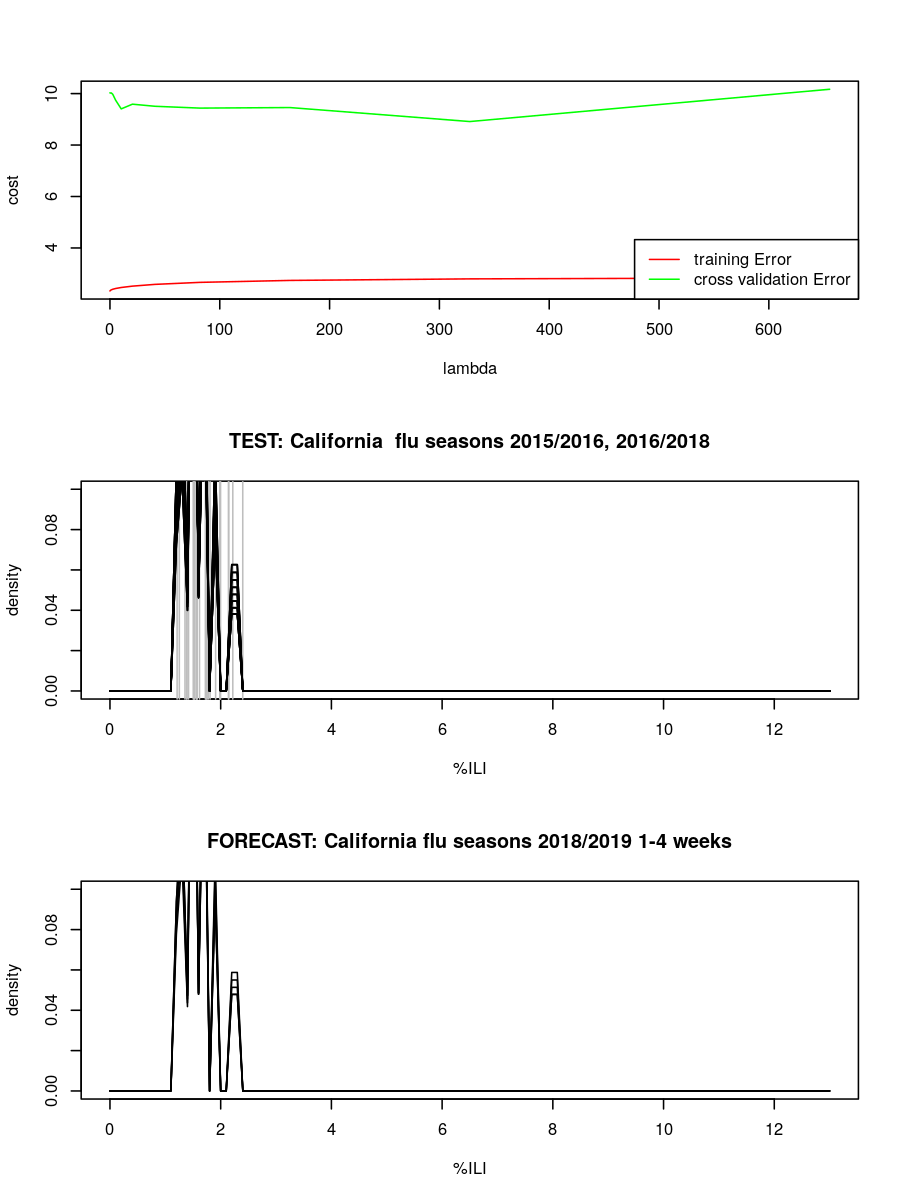 10
8
6
4
cost
training Error
cross validation Error
0 100 200 300 400 500 600
lambda
TEST: California  flu seasons 2015/2016, 2016/2018
0.08
0.04
0.00
density
0 2 4 6 8 10 12
%ILI
FORECAST: California flu seasons 2018/2019 1-4 weeks
0.08
0.04
0.00
density
0 2 4 6 8 10 12
%ILI